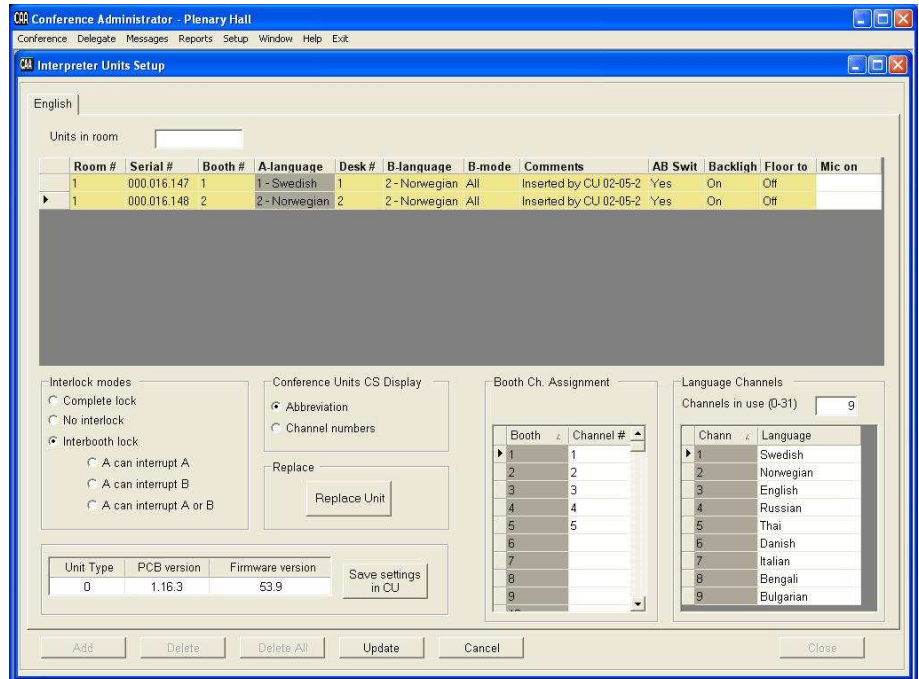 CAA Conference Administrator - Plenary Hall
Conference Delegate Messages Reports Setup Window Help Exit
CAA Interpreter Units Setup
English
Units in room
Room # Serial # Booth # A-language Desk # B-language B-mode Comments AB Swit Backligh Floor to Mic on
1 000.016.147 1 1 - Swedish 1 2 - Norwegian All Inserted by CU 02-05-2 Yes On Off
1 000.016.148 2 2 - Norwegian 2 2 - Norwegian All Inserted by CU 02-05-2 Yes On Off
Interlock modes
Complete lock
No interlock
Interbooth lock
A can interrupt A
A can interrupt B
A can interrupt A or B
Conference Units CS Display
Abbreviation
Channel numbers
Replace
Replace Unit
Unit Type PCB version Firmware version
0 1.16.3 53.9
Save settings
in CU
Booth Ch. Assignment
Booth Channel #
1 1
2 2
3 3
4 4
5 5
6
7
8
9
Language Channels
Channels in use (0-31) 9
Chann Language
1 Swedish
2 Norwegian
3 English
4 Russian
5 Thai
6 Danish
7 Italian
8 Bengali
9 Bulgarian
Add Delete Delete All Update Cancel Close